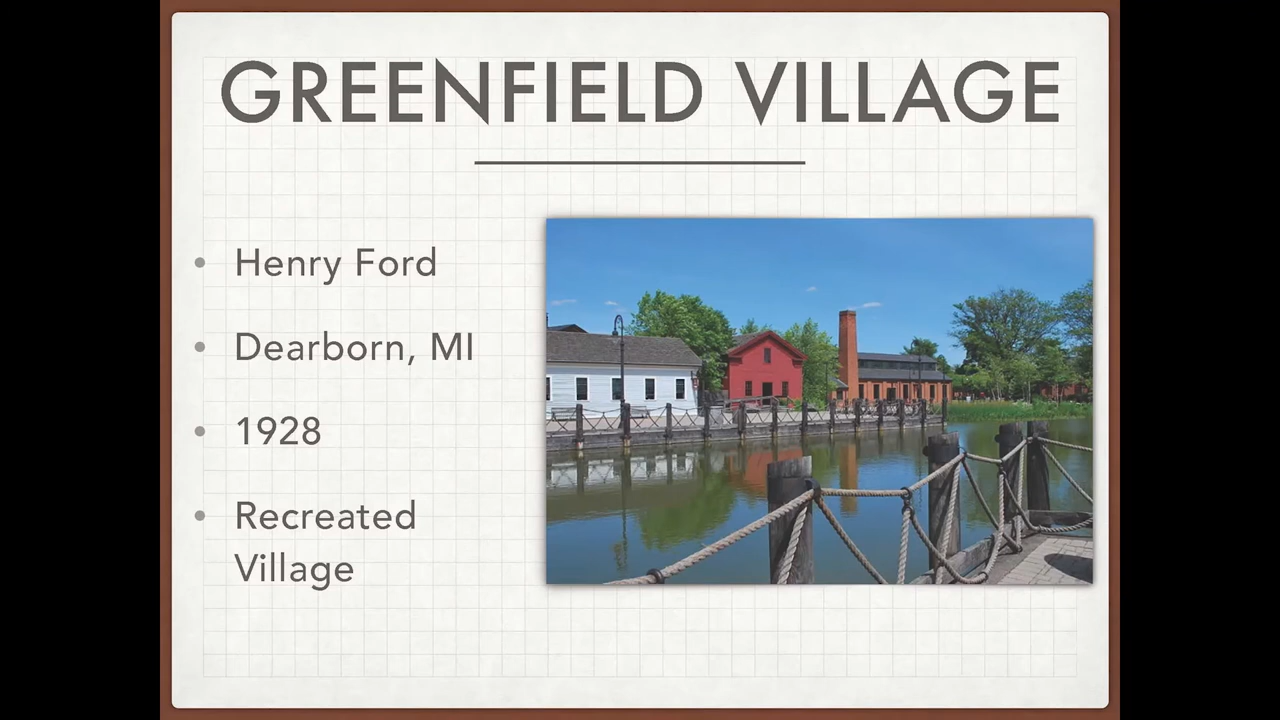 GREENFIELD VILLAGE
• Henry Ford
• Dearborn, MI
• 1928
• Recreated
Village